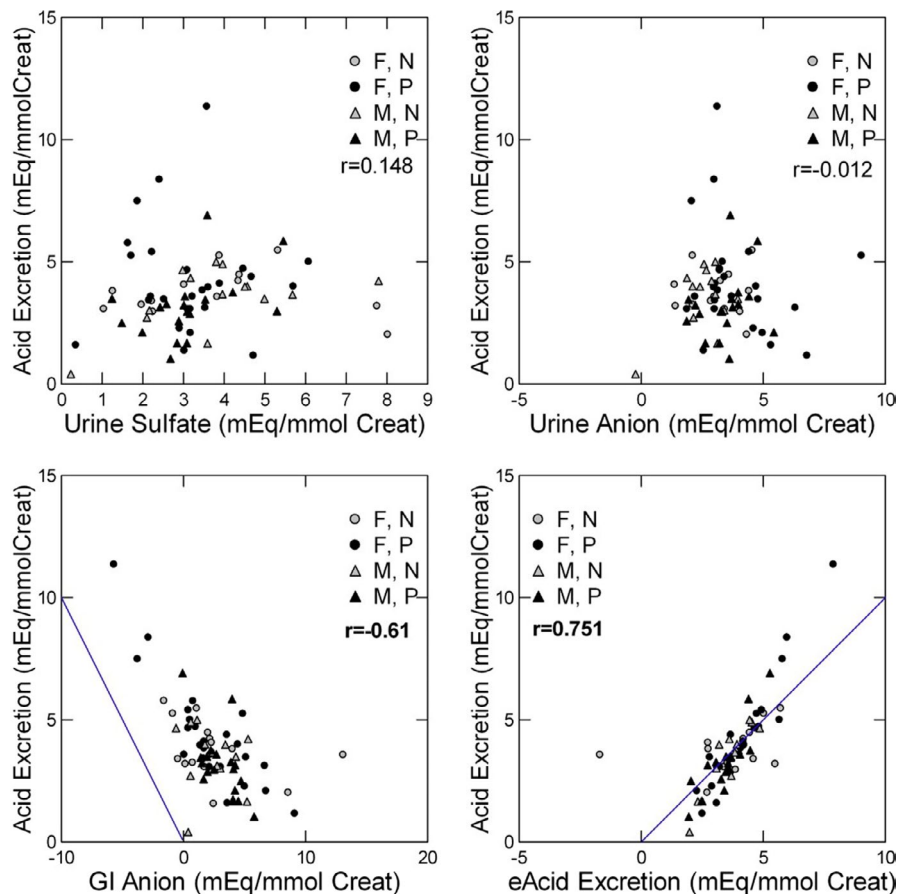 15
10
5
0
Acid Excretion (mEq/mmolCreat)
F, N
F, P
M, N
M, P
r=0.148
0 1 2 3 4 5 6 7 8 9
Urine Sulfate (mEq/mmol Creat)
15
10
5
0
Acid Excretion (mEq/mmolCreat)
F, N
F, P
M, N
M, P
r=-0.012
-5 0 5 10
Urine Anion (mEq/mmol Creat)
15
10
5
0
Acid Excretion (mEq/mmolCreat)
F, N
F, P
M, N
M, P
r=-0.61
-10 0 10 20
GI Anion (mEq/mmol Creat)
15
10
5
0
Acid Excretion (mEq/mmolCreat)
F, N
F, P
M, N
M, P
r=0.751
-5 0 5 10
eAcid Excretion (mEq/mmol Creat)